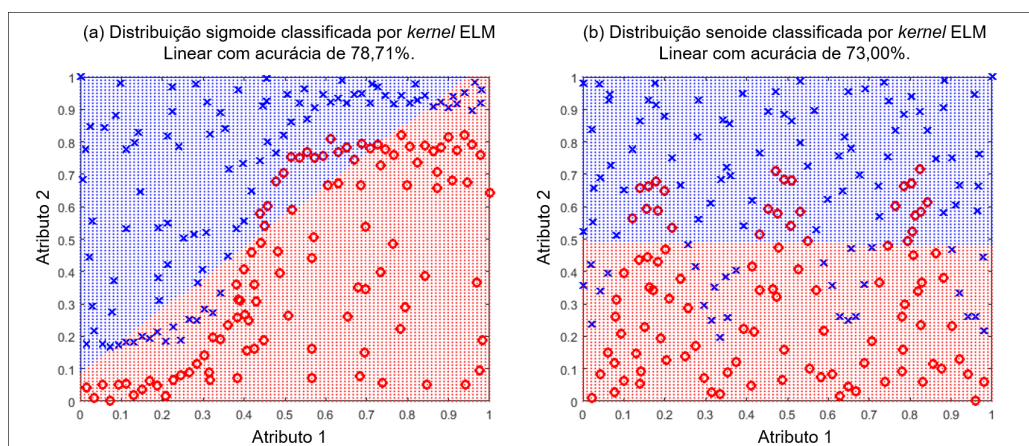 (a) Distribuição sigmoide classificada por kernel ELM
Linear com acurácia de 78,71%.
1
0.9
0.8
0.7
0.6
0.5
0.4
0.3
0.2
0.1
0
Atributo 2
0 0.1 0.2 0.3 0.4 0.5 0.6 0.7 0.8 0.9 1
Atributo 1
(b) Distribuição senoide classificada por kernel ELM
Linear com acurácia de 73,00%.
1
0.9
0.8
0.7
0.6
0.5
0.4
0.3
0.2
0.1
0
Atributo 2
0 0.1 0.2 0.3 0.4 0.5 0.6 0.7 0.8 0.9 1
Atributo 1